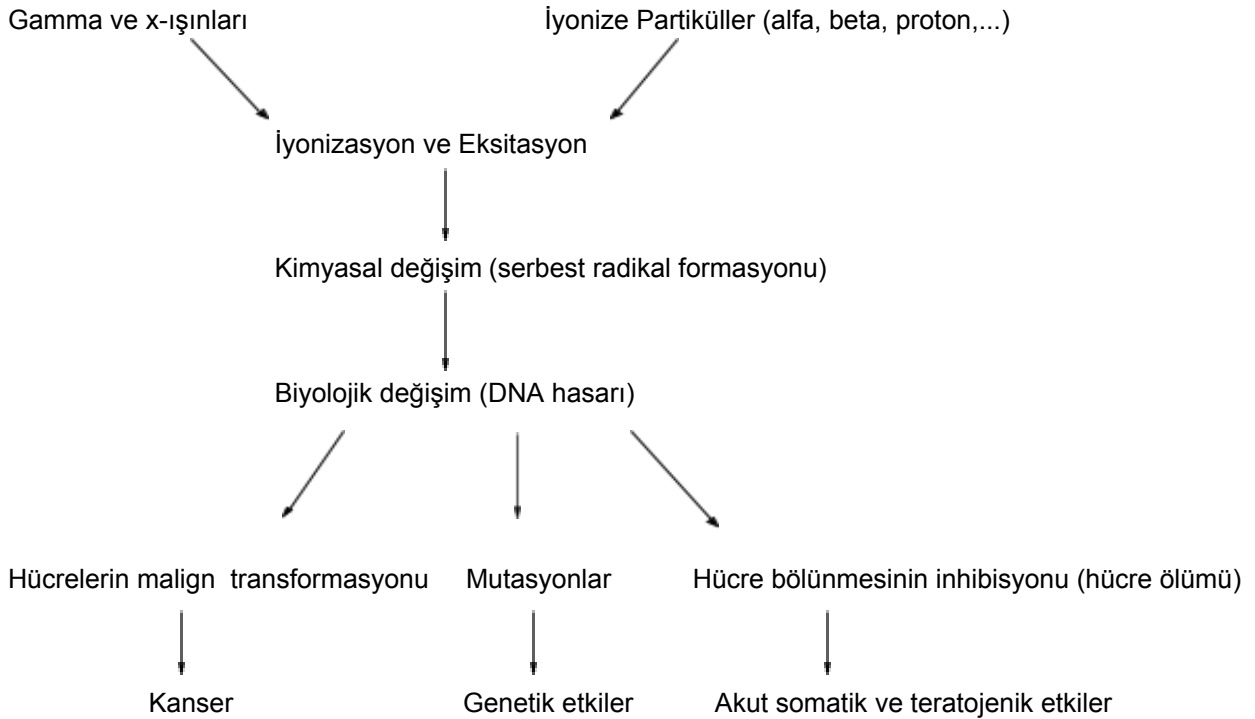 Gamma ve x-ışınları İyonize Partiküller (alfa, beta, proton,...)
İyonizasyon ve Eksitasyon
Kimyasal değişim (serbest radikal formasyonu)
Biyolojik değişim (DNA hasarı)
Hücrelerin malign transformasyonu Mutasyonlar Hücre bölünmesinin inhibisyonu (hücre ölümü)
Kanser Genetik etkiler Akut somatik ve teratojenik etkiler